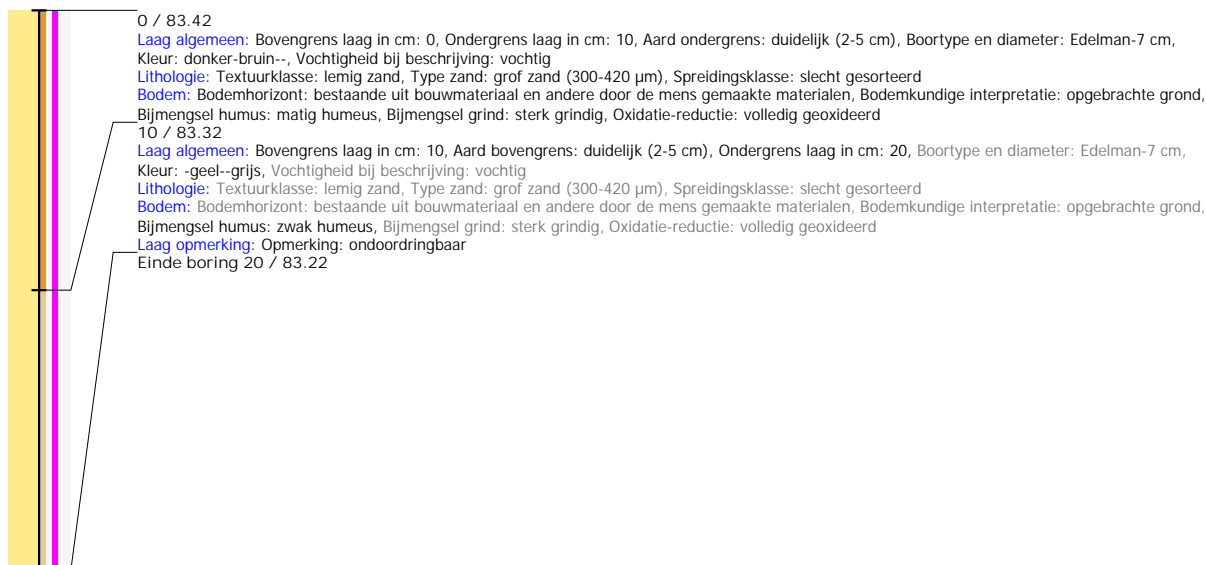 0 / 83.42
Laag algemeen: Bovengrens laag in cm: 0, Ondergrens laag in cm: 10, Aard ondergrens: duidelijk (2-5 cm), Boortype en diameter: Edelman-7 cm,
Kleur: donker-bruin--, Vochtigheid bij beschrijving: vochtig
Lithologie: Textuurklasse: lemig zand, Type zand: grof zand (300-420 µm), Spreidingsklasse: slecht gesorteerd
Bodem: Bodemhorizont: bestaande uit bouwmateriaal en andere door de mens gemaakte materialen, Bodemkundige interpretatie: opgebrachte grond,
Bijmengsel humus: matig humeus, Bijmengsel grind: sterk grindig, Oxidatie-reductie: volledig geoxideerd
10 / 83.32
Laag algemeen: Bovengrens laag in cm: 10, Aard bovengrens: duidelijk (2-5 cm), Ondergrens laag in cm: 20, Boortype en diameter: Edelman-7 cm,
Kleur: -geel--grijs, Vochtigheid bij beschrijving: vochtig
Lithologie: Textuurklasse: lemig zand, Type zand: grof zand (300-420 µm), Spreidingsklasse: slecht gesorteerd
Bodem: Bodemhorizont: bestaande uit bouwmateriaal en andere door de mens gemaakte materialen, Bodemkundige interpretatie: opgebrachte grond,
Bijmengsel humus: zwak humeus, Bijmengsel grind: sterk grindig, Oxidatie-reductie: volledig geoxideerd
Laag opmerking: Opmerking: ondoordringbaar
Einde boring 20 / 83.22